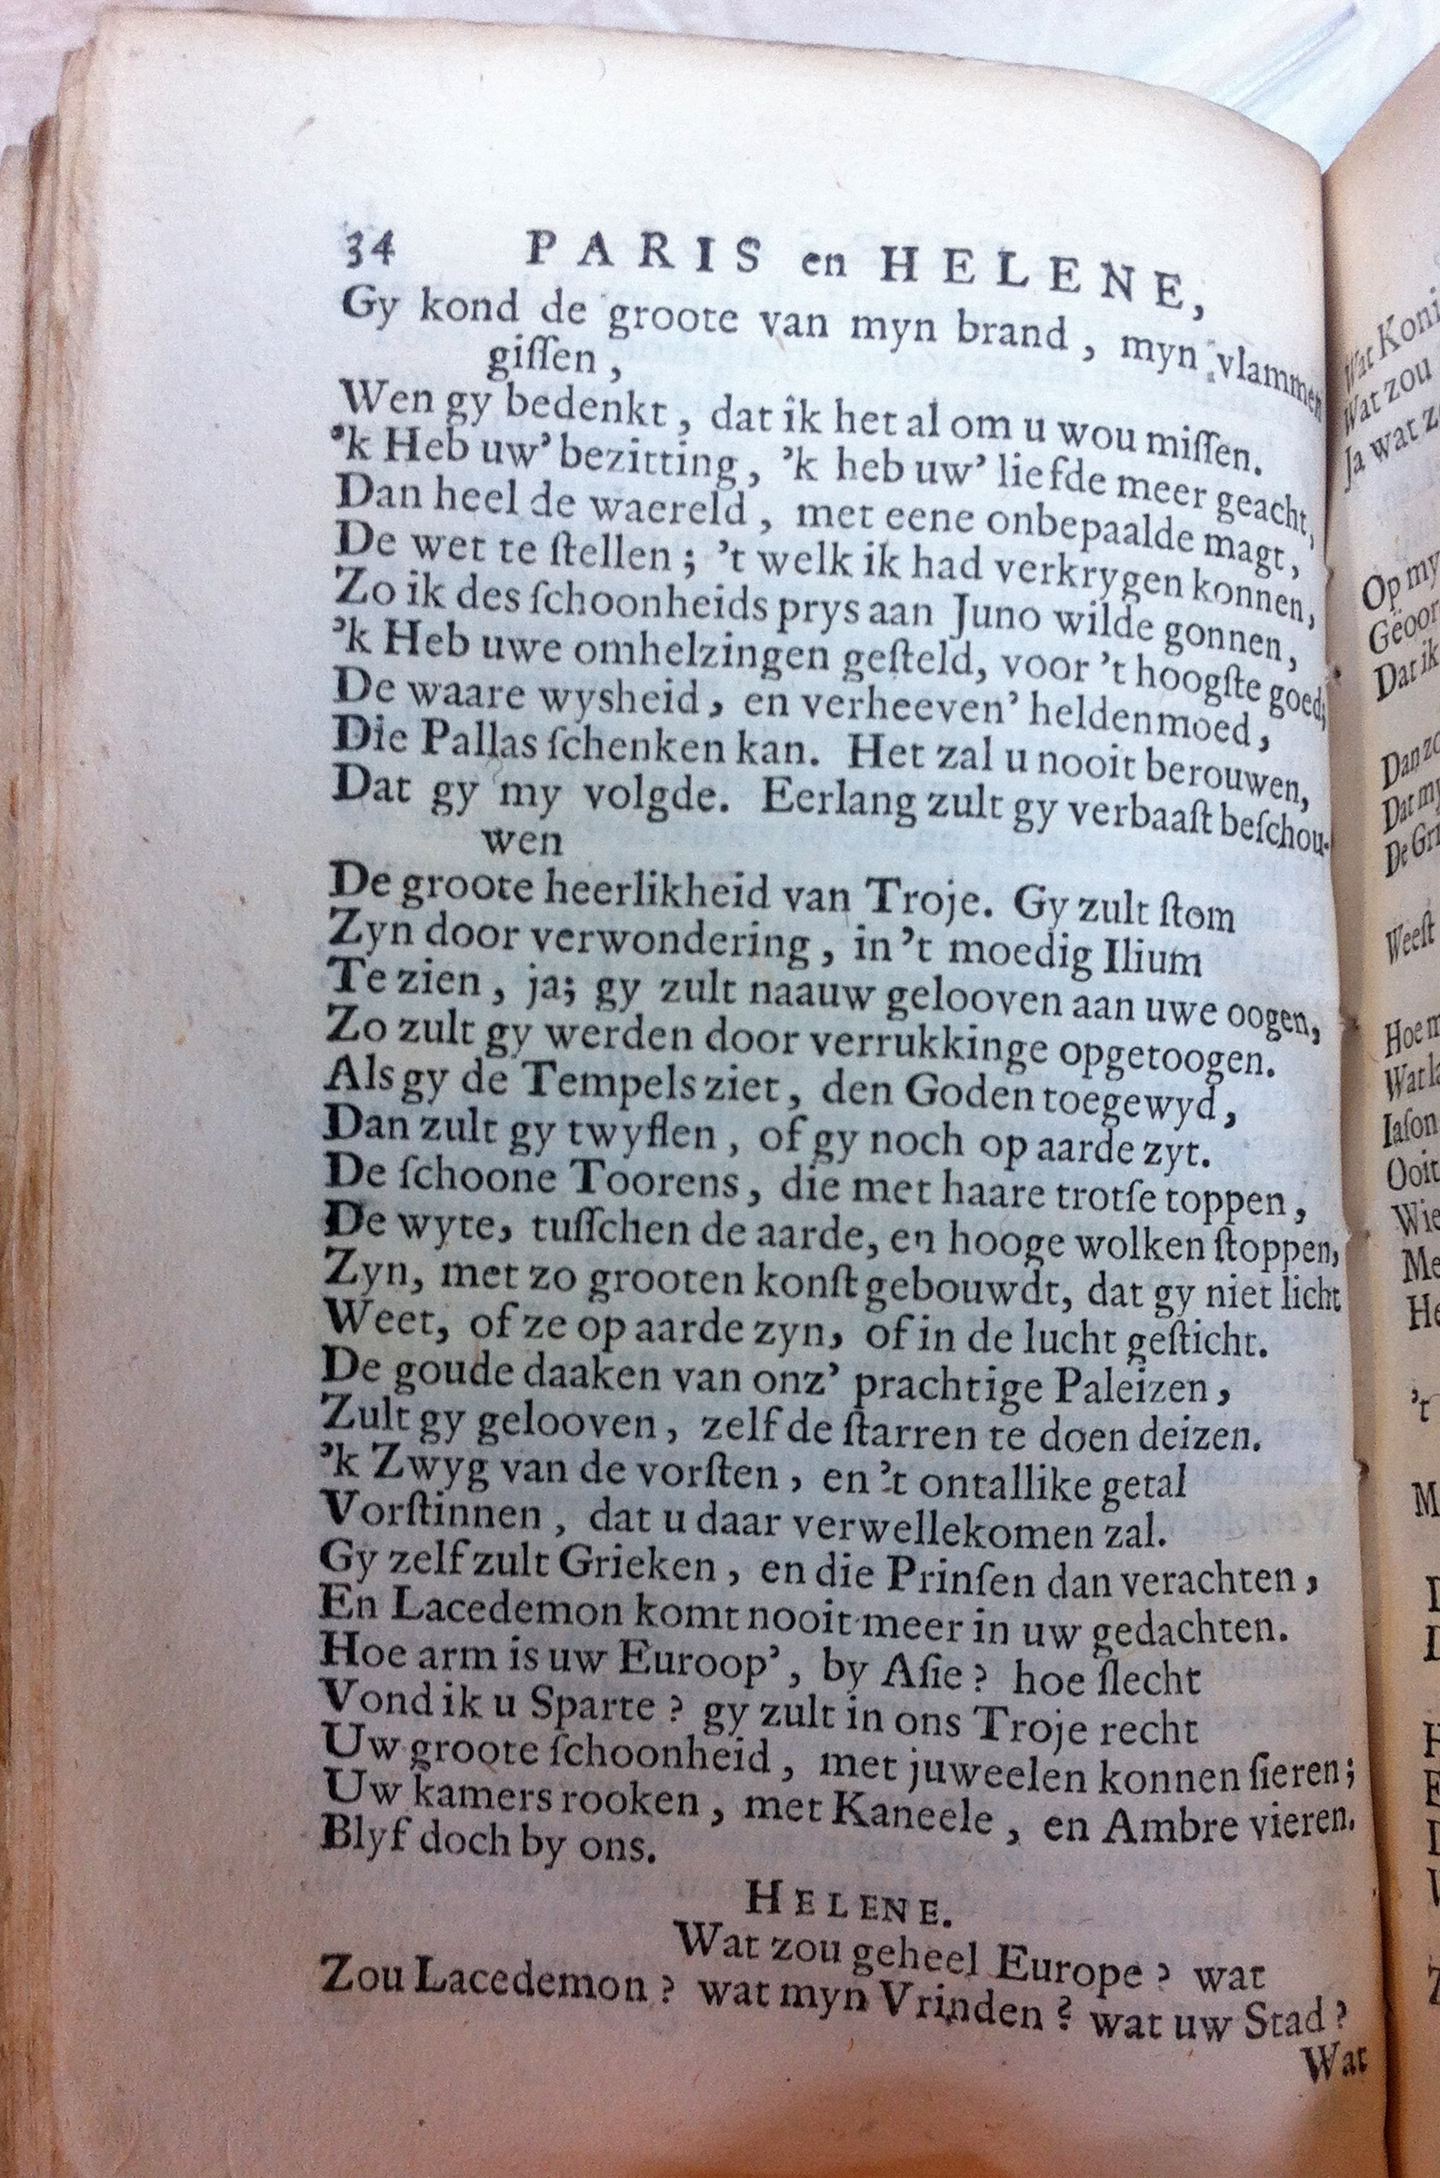 34 PARIS en HELENE,
Gy kond de groote van myn brand, myn vlammen
giſſen,
Wen gy bedenkt, dat ik het al om u wou miſſen.
'k Heb uw' bezitting, 'k heb uw' liefde meer geacht,
Dan heel de waereld, met eene onbepaalde magt,
De wet te ſtellen; 't welk ik had verkrygen konnen,
Zo ik des ſchoonheids prys aan Juno wilde gonnen,
'k Heb uwe omhelzingen geſteld, voor 't hoogſte goed;
De waare wysheid, en verheeven' heldenmoed,
Die Pallas ſchenken kan. Het zal u nooit berouwen,
Dat gy my volgde. Eerlang zult gy verbaaſt beſchou-
wen
De groote heerlikheid van Troje. Gy zult ſtom
Zyn door verwondering, in 't moedig Ilium
Te zien, ja; gy zult naauw gelooven aan uwe oogen,
Zo zult gy werden door verrukkinge opgetoogen.
Als gy de Tempels ziet, den Goden toegewyd,
Dan zult gy twyflen, of gy noch op aarde zyt.
De ſchoone Toorens, die met haare trotſe toppen,
De wyte, tuſſchen de aarde, en hooge wolken ſtoppen,
Zyn, met zo grooten konſt gebouwdt, dat gy niet licht
Weet, of ze op aarde zyn, of in de lucht geſticht.
De goude daaken van onz' prachtige Paleizen,
Zult gy gelooven, zelf de ſtarren te doen deizen.
'k Zwyg van de vorſten, en 't ontallike getal
Vorſtinnen, dat u daar verwellekomen zal.
Gy zelf zult Grieken, en die Prinſen dan verachten,
En Lacedemon komt nooit meer in uw gedachten.
Hoe arm is uw Euroop', by Aſie? hoe ſlecht
Vond ik u Sparte? gy zult in ons Troje recht
Uw groote ſchoonheid, met juweelen konnen ſieren;
Uw kamers rooken, met Kaneele, en Ambre vieren.
Blyf doch by ons.
HELENE.
Wat zou geheel Europe? wat
Zou Lacedemon? wat myn Vrinden? wat uw Stad?
Wat
Wat Koni
Wat zou
Ja wat z
Op my
Geoor
Dat ik
Dan zo
Dat my
De Gri
Weeſt
Hoe m
Wat la
Iaſon
Ooit
Wie
Me
He
't